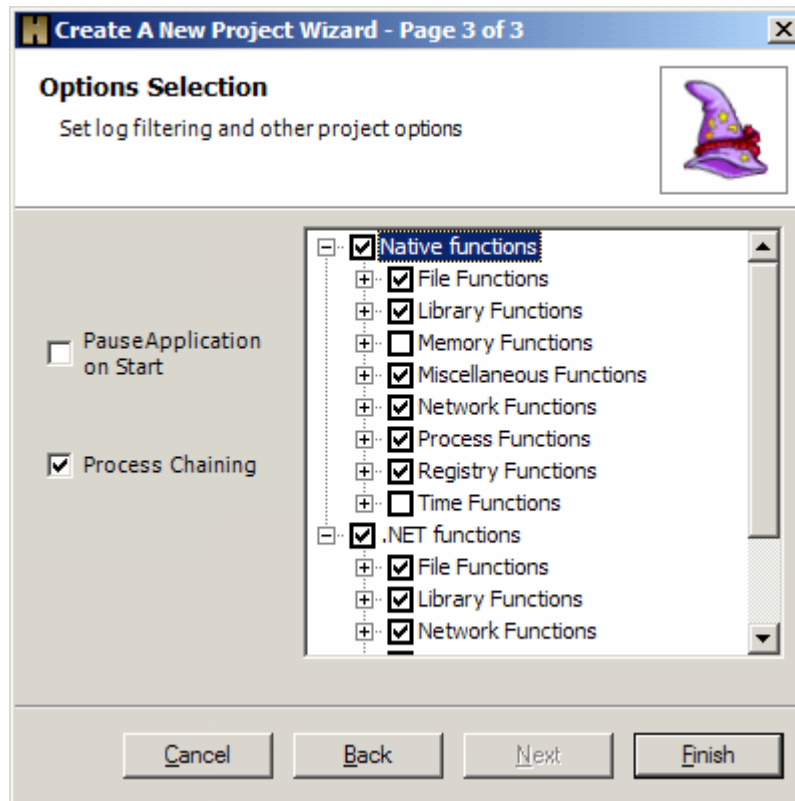 Create A New Project Wizard - Page 3 of 3
Options Selection
Set log filtering and other project options
Pause Application
on Start
Process Chaining
Native functions
File Functions
Library Functions
Memory Functions
Miscellaneous Functions
Network Functions
Process Functions
Registry Functions
Time Functions
.NET functions
File Functions
Library Functions
Network Functions
Cancel
Back
Next
Finish